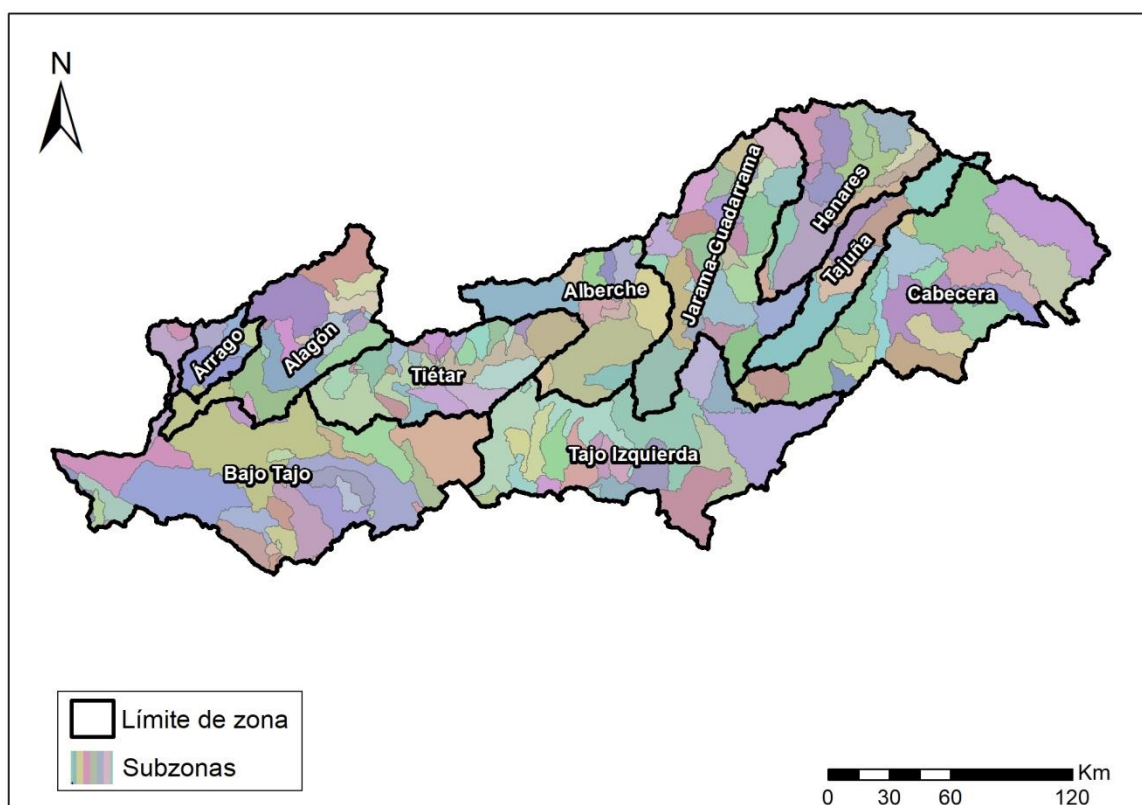 N
Jarama-Guadarrama
Henares
Tajuña
Cabecera
Alberche
Árrago
Alagón
Tiétar
Bajo Tajo
Tajo Izquierda
Límite de zona
Subzonas
Km
0 30 60 120